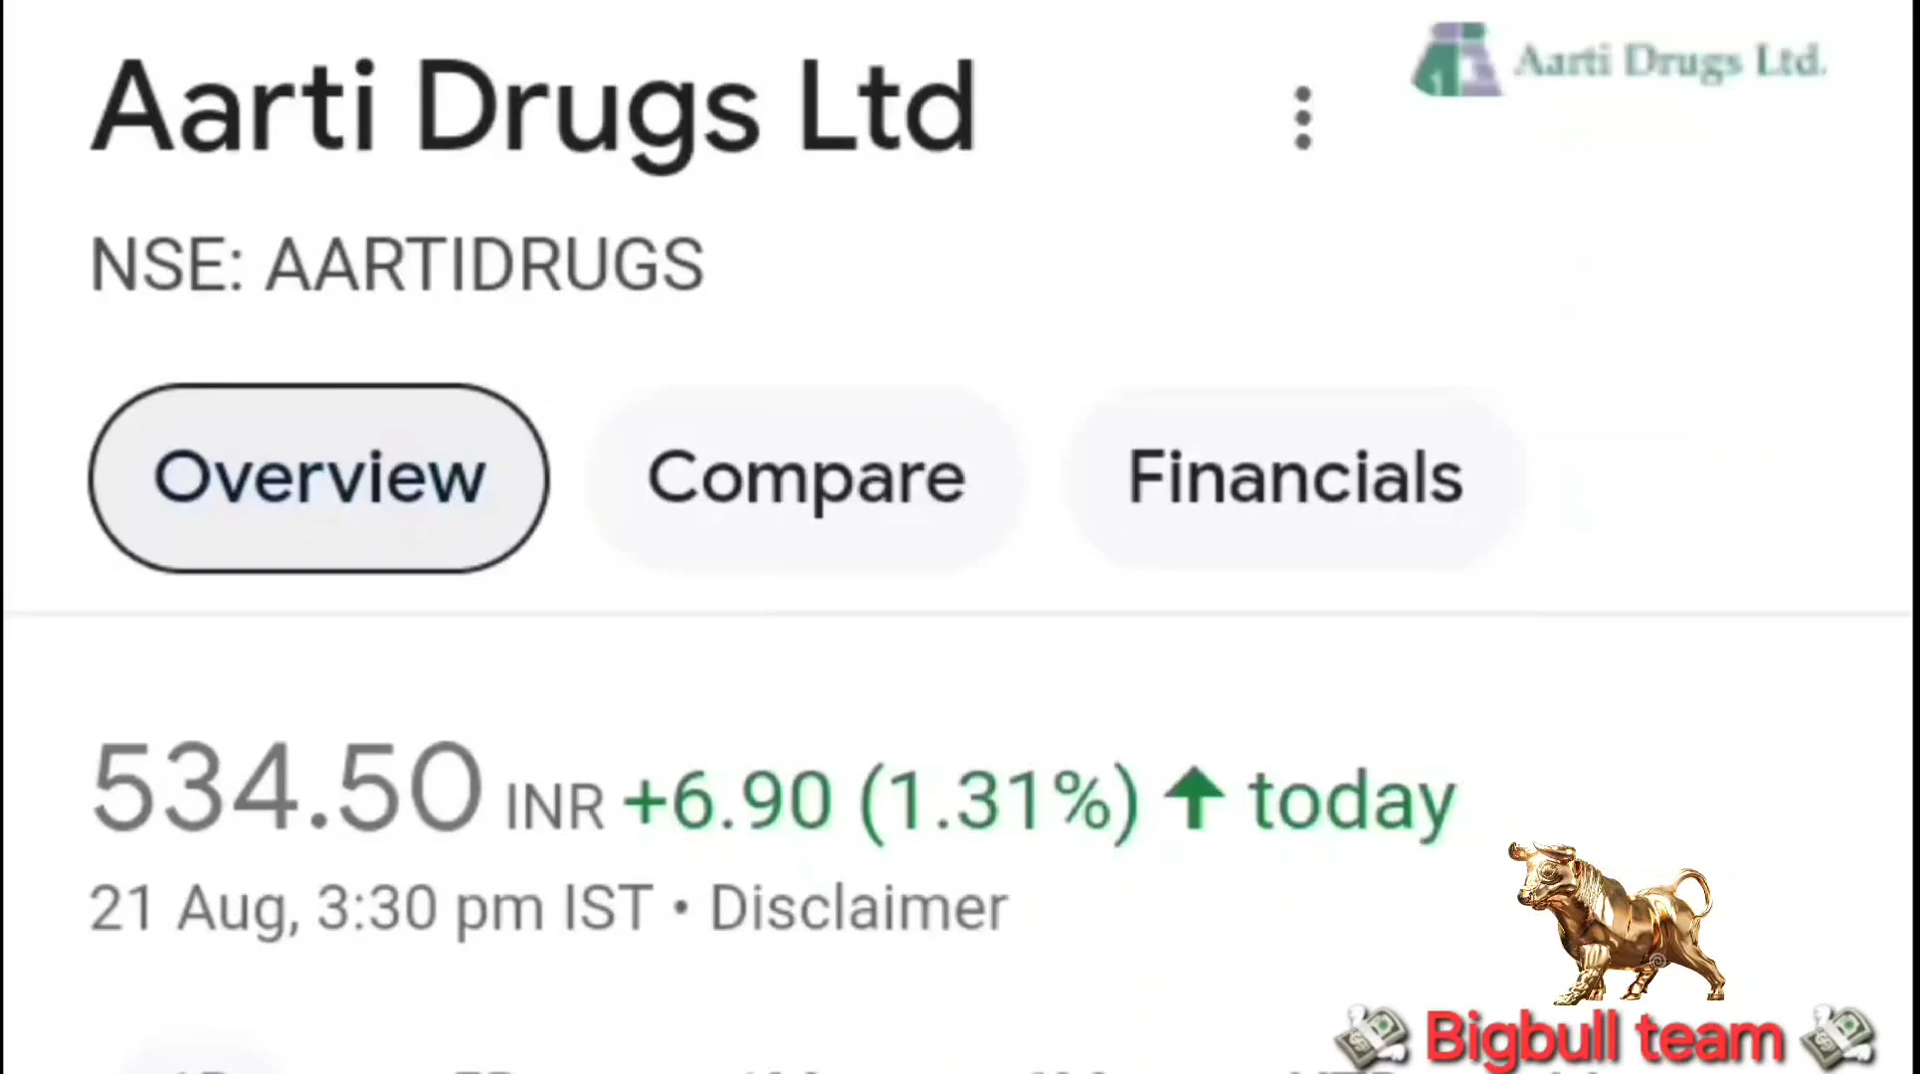 Aarti Drugs Ltd
Aarti Drugs Ltd.
NSE: AARTIDRUGS
Overview
Compare
Financials
534.50 INR +6.90 (1.31%) ↑ today
21 Aug, 3:30 pm IST • Disclaimer
Bigbull team